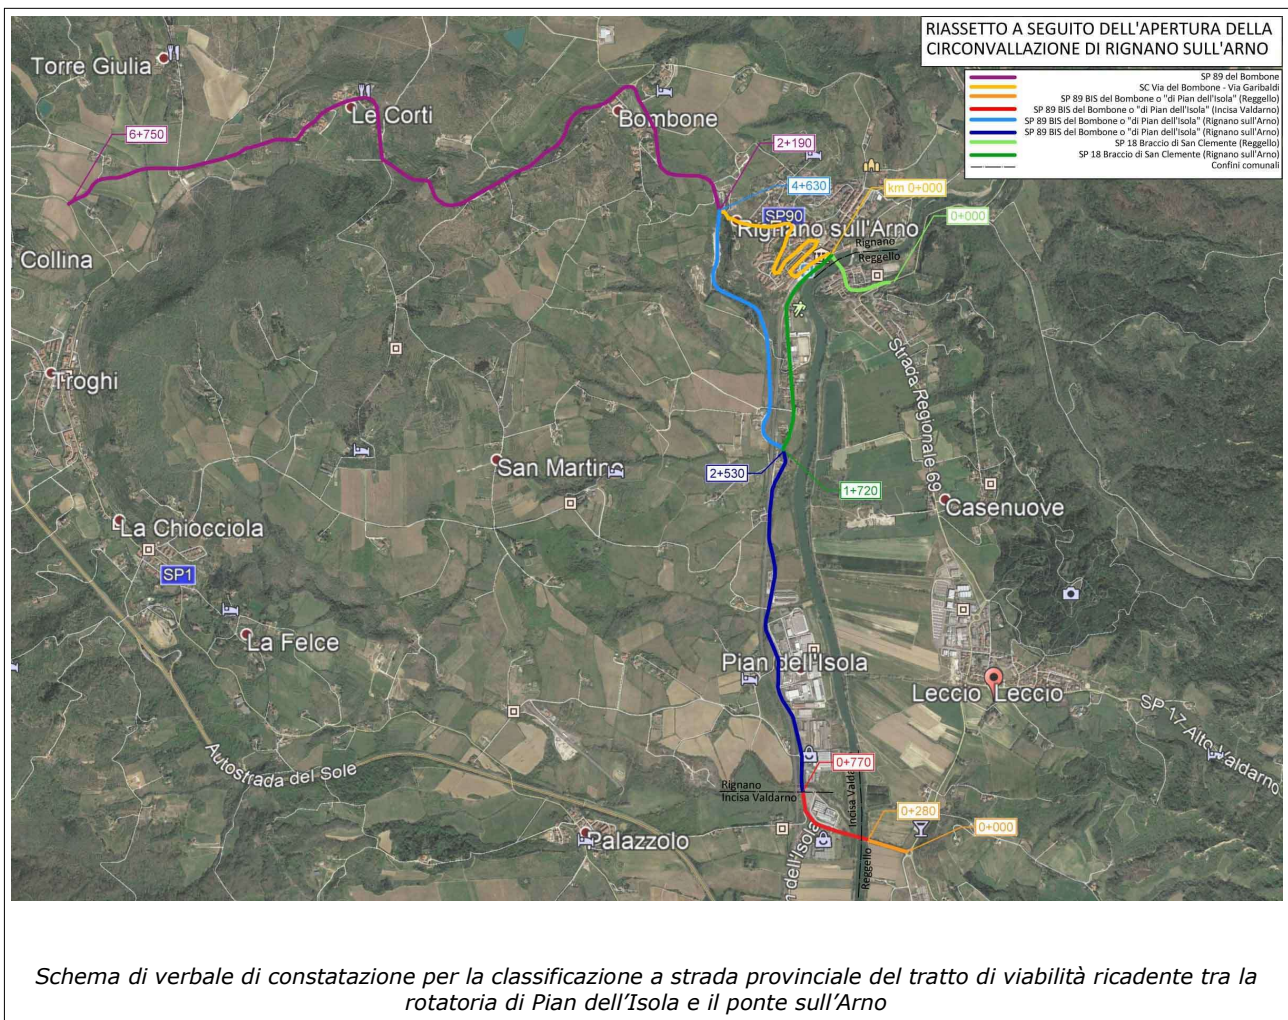 RIASSETTO A SEGUITO DELL'APERTURA DELLA
CIRCONVALLAZIONE DI RIGNANO SULL'ARNO
SP 89 del Bombone
SC Via del Bombone - Via Garibaldi
SP 89 BIS del Bombone o "di Pian dell'Isola" (Reggello)
SP 89 BIS del Bombone o "di Pian dell'Isola" (Incisa Valdarno)
SP 89 BIS del Bombone o "di Pian dell'Isola" (Rignano sull'Arno)
SP 89 BIS del Bombone o "di Pian dell'Isola" (Rignano sull'Arno)
SP 18 Braccio di San Clemente (Reggello)
SP 18 Braccio di San Clemente (Rignano sull'Arno)
Confini comunali
Torre Giulia
Le Corti
Bombone
6+750
2+190
4+630
km 0+000
SP90
0+000
Rignano sull'Arno
Rignano
Reggello
Collina
Troghi
Strada Regionale 69
San Martino
2+530
1+720
Casenuove
La Chiocciola
SP1
La Felce
Pian dell'Isola
Leccio
Leccio
SP 17 Alto Valdarno
Autostrada del Sole
0+770
Rignano
Incisa Valdarno
Incisa Valda
0+280
0+000
Palazzolo
n dell'Isola
Reggello
Schema di verbale di constatazione per la classificazione a strada provinciale del tratto di viabilità ricadente tra la
rotatoria di Pian dell'Isola e il ponte sull'Arno